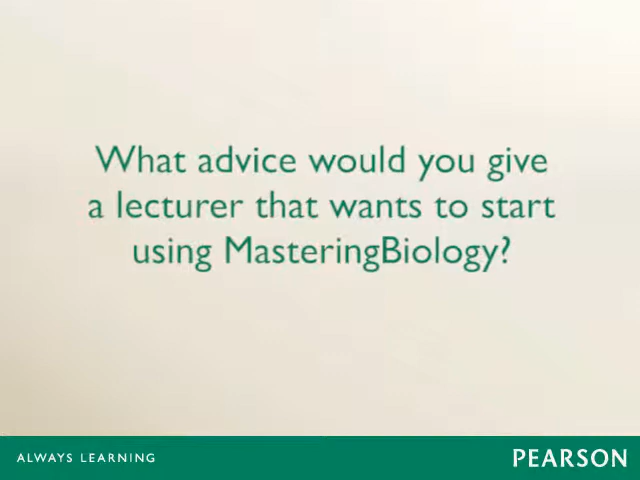 What advice would you give
a lecturer that wants to start
using MasteringBiology?
ALWAYS LEARNING
PEARSON